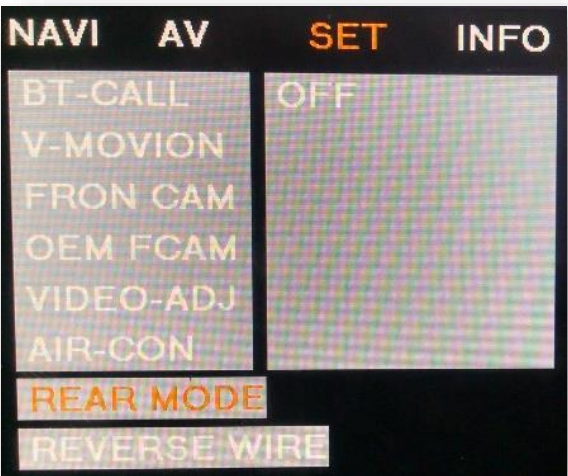 NAVI AV SET INFO
BT-CALL OFF
V-MOVION
FRON CAM
OEM FCAM
VIDEO-ADJ
AIR-CON
REAR MODE
REVERSE WIRE